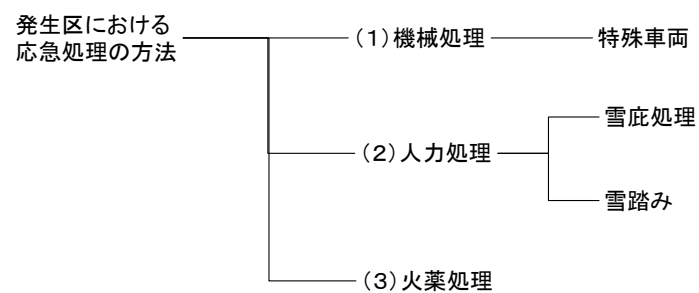 発生区における
応急処理の方法
（１）機械処理
特殊車両
（２）人力処理
雪庇処理
雪踏み
（３）火薬処理